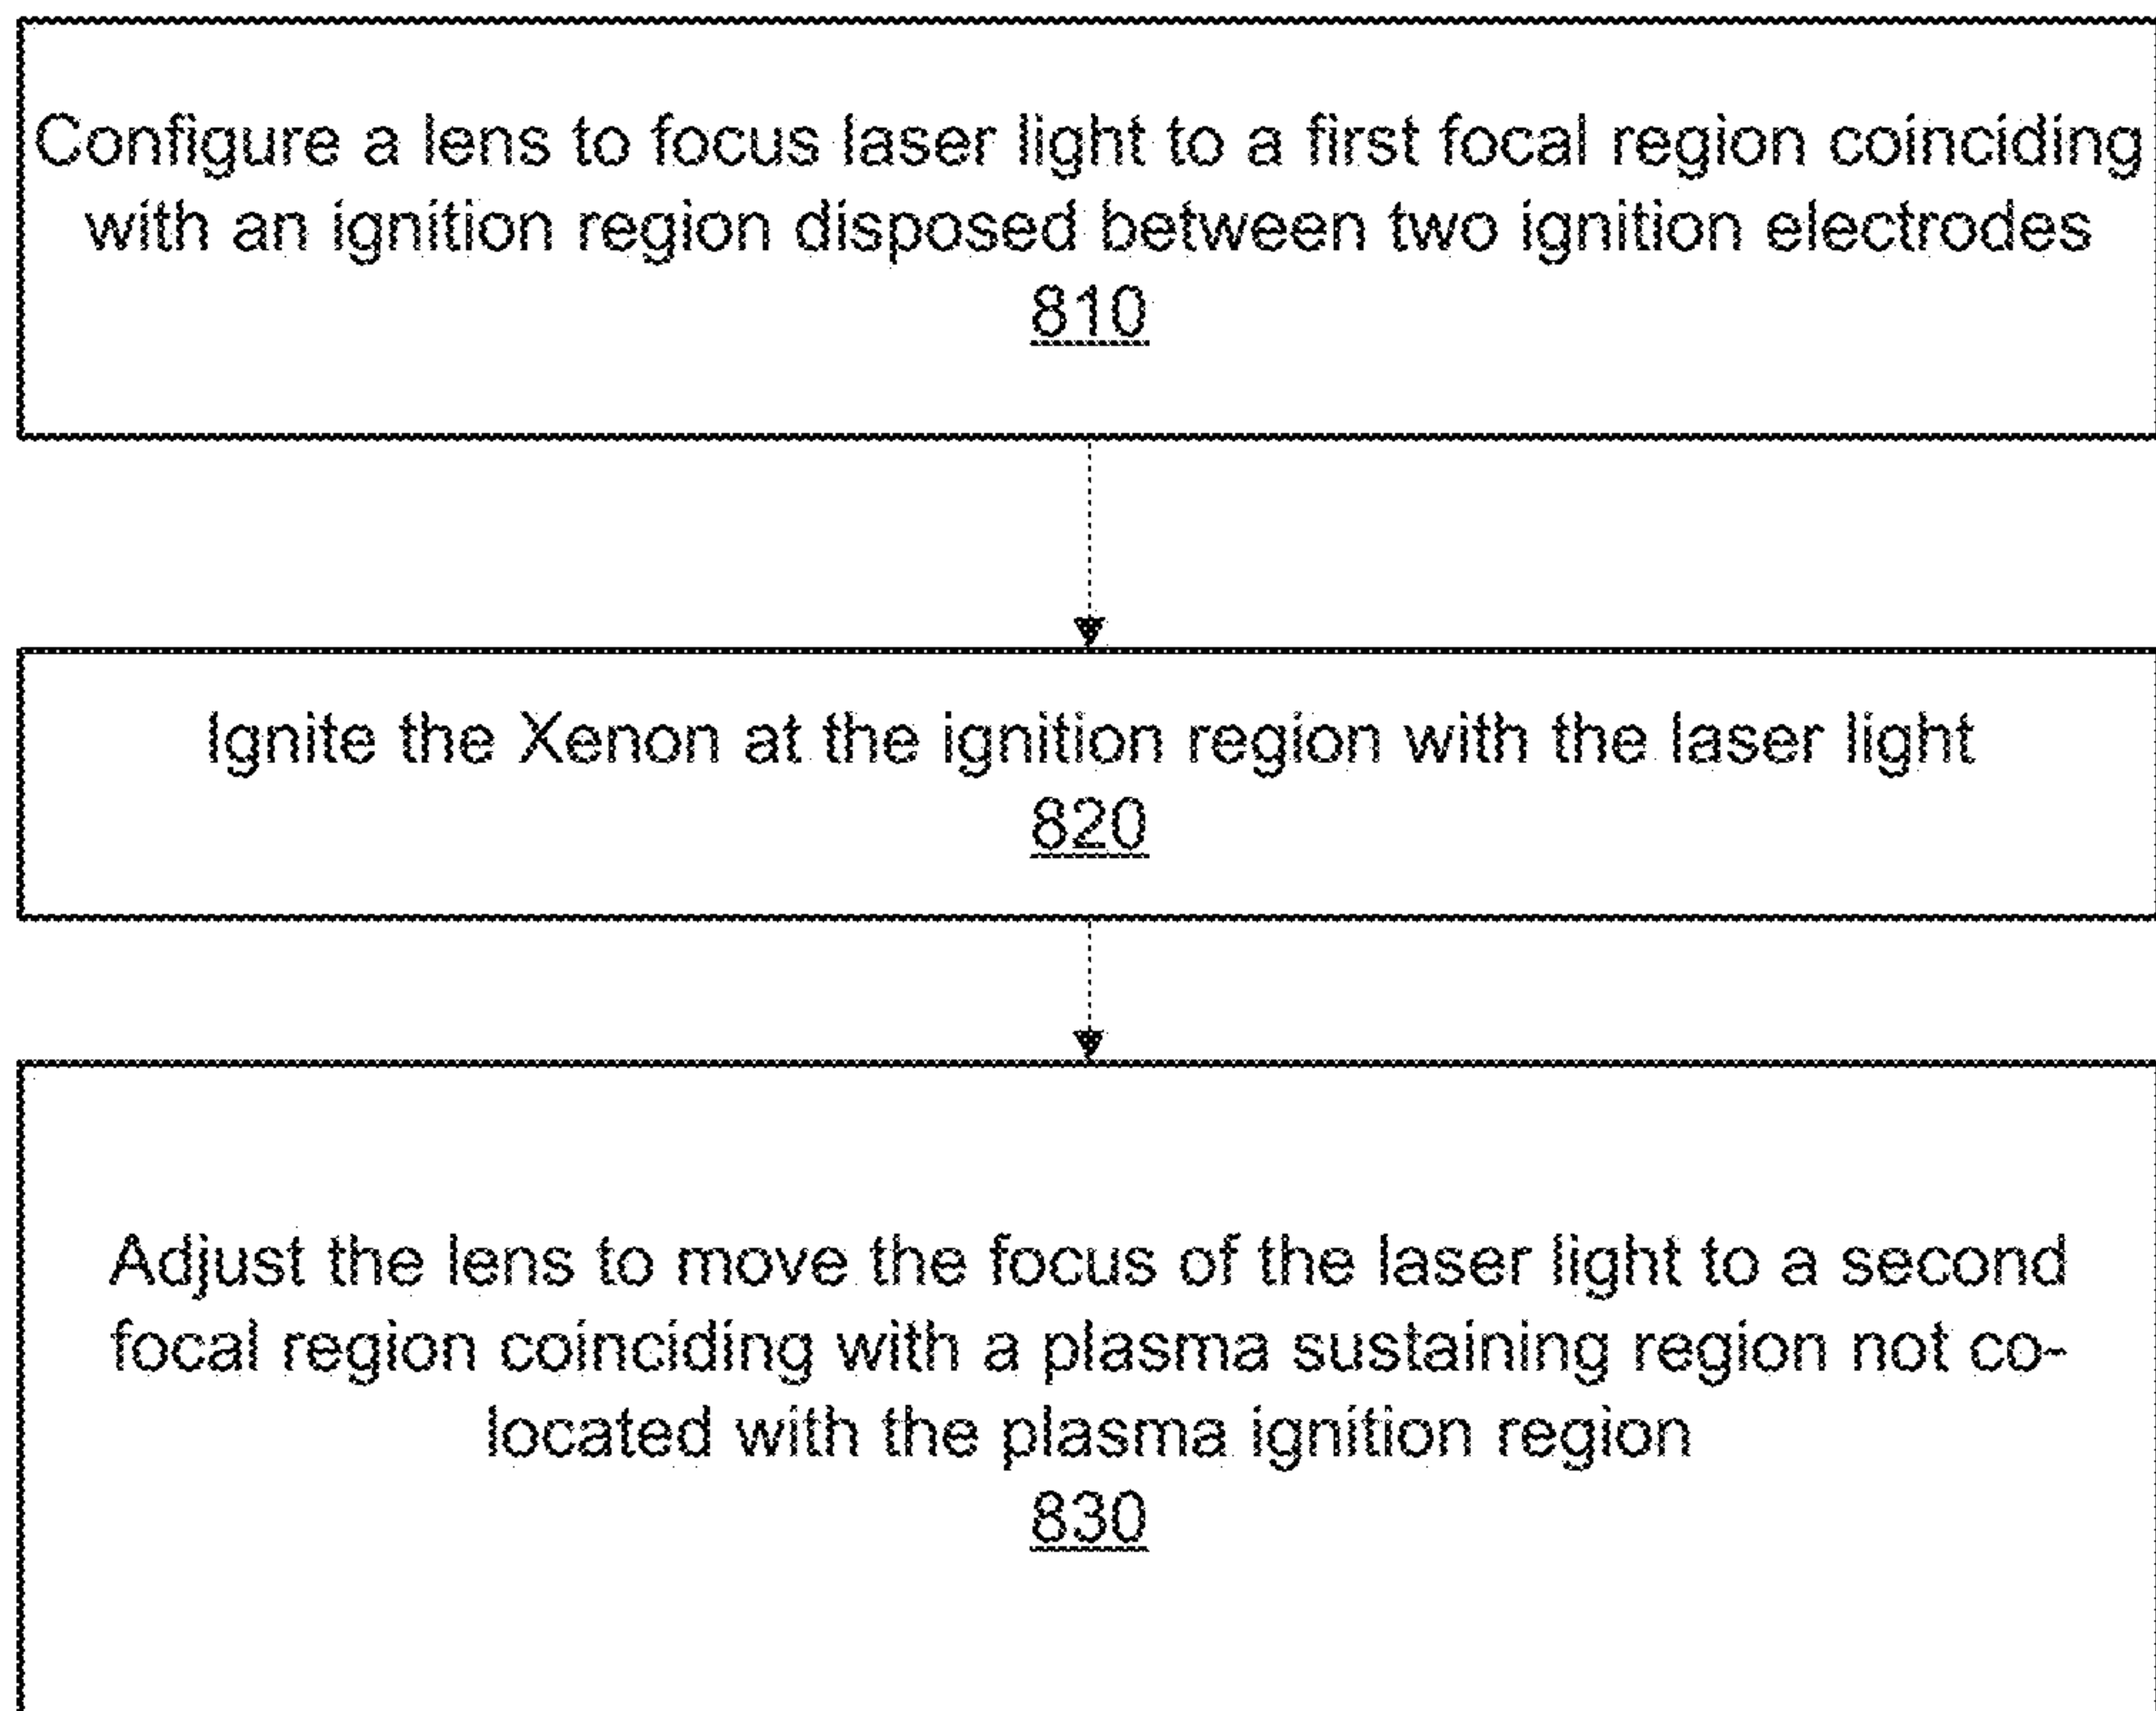 Configure a lens to focus laser light to a first focal region coinciding
with an ignition region disposed between two ignition electrodes
810
Ignite the Xenon at the ignition region with the laser light
820
Adjust the lens to move the focus of the laser light to a second
focal region coinciding with a plasma sustaining region not co-
located with the plasma ignition region
830